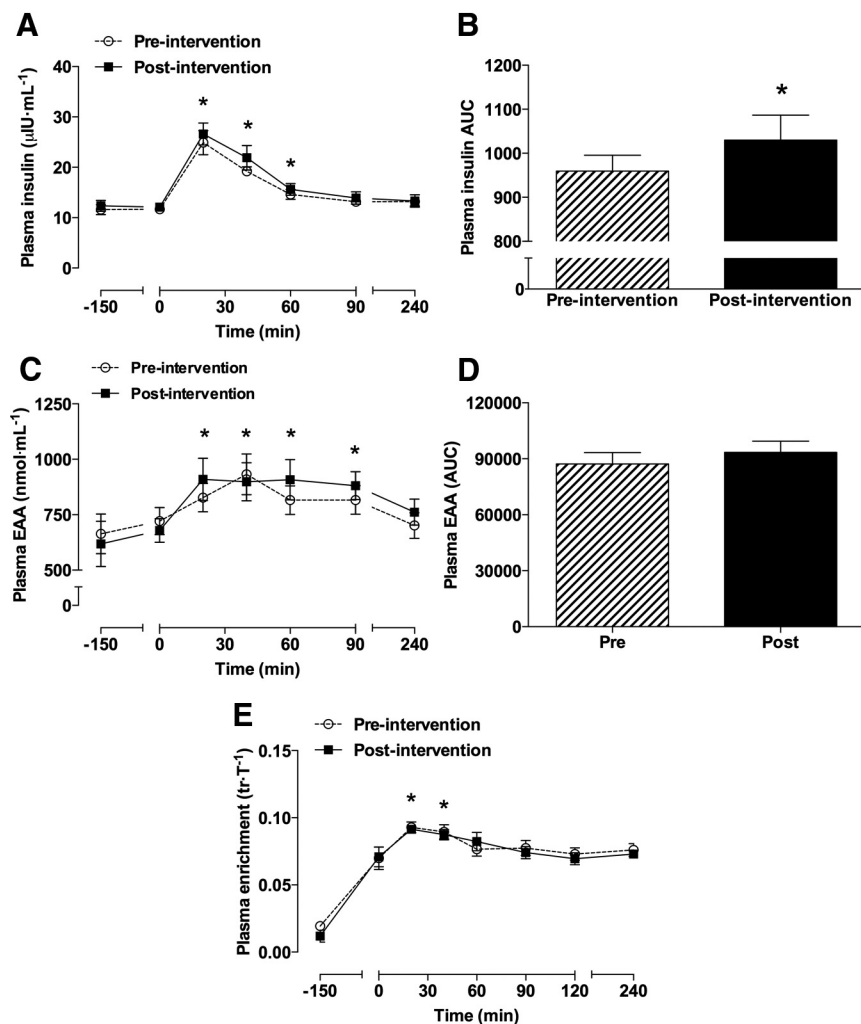 A
Pre-intervention
Post-intervention
Plasma insulin (µIU·mL-1)
40
30
20
10
0
*
*
*
-150 0 30 60 90 240
Time (min)
B
Plasma insulin AUC
1200
1100
1000
900
800
0
*
Pre-intervention Post-intervention
C
Pre-intervention
Post-intervention
Plasma EAA (nmol·mL-1)
1250
1000
750
500
0
* * * *
-150 0 30 60 90 240
Time (min)
D
Plasma EAA (AUC)
120000
90000
60000
30000
0
Pre Post
E
Pre-intervention
Post-intervention
Plasma enrichment (tr·T-1)
0.15
0.10
0.05
0.00
* *
-150 0 30 60 90 120 240
Time (min)